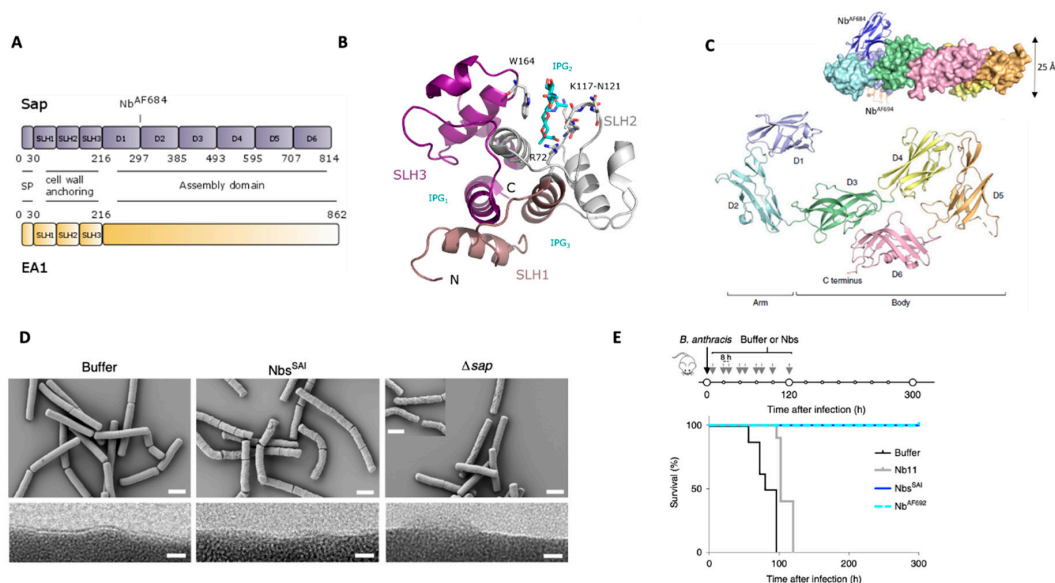 A
Sap
Nb^AF684
SLH1 SLH2 SLH3 D1 D2 D3 D4 D5 D6
0 30 216 297 385 493 595 707 814
SP
cell wall
anchoring
Assembly domain
0 30 216 862
SLH1 SLH2 SLH3
EA1
B
W164
IPG₂
K117-N121
SLH2
R72
SLH3
IPG₁
C
IPG₃
SLH1
N
C
Nb^AF684
25 Å
Nb^AF694
D1
D4
D3
D2
D5
D6
C terminus
Arm
Body
D
Buffer
Nbs^SAI
Δsap
E
B. anthracis
Buffer or Nbs
8 h
0 120 300
Time after infection (h)
100
50
0
Survival (%)
Buffer
Nb11
Nbs^SAI
Nb^AF692
0 100 200 300
Time after infection (h)